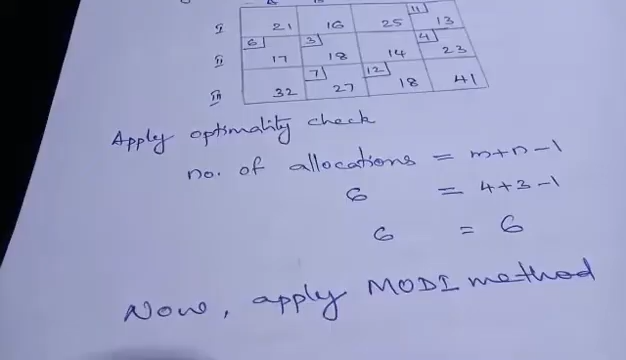 11
I 21 16 25 13
6 3 4
II 17 18 14 23
7 12
III 32 27 18 41
Apply optimality check
no. of allocations = m+n-1
6 = 4+3-1
6 = 6
Now, apply MODI method